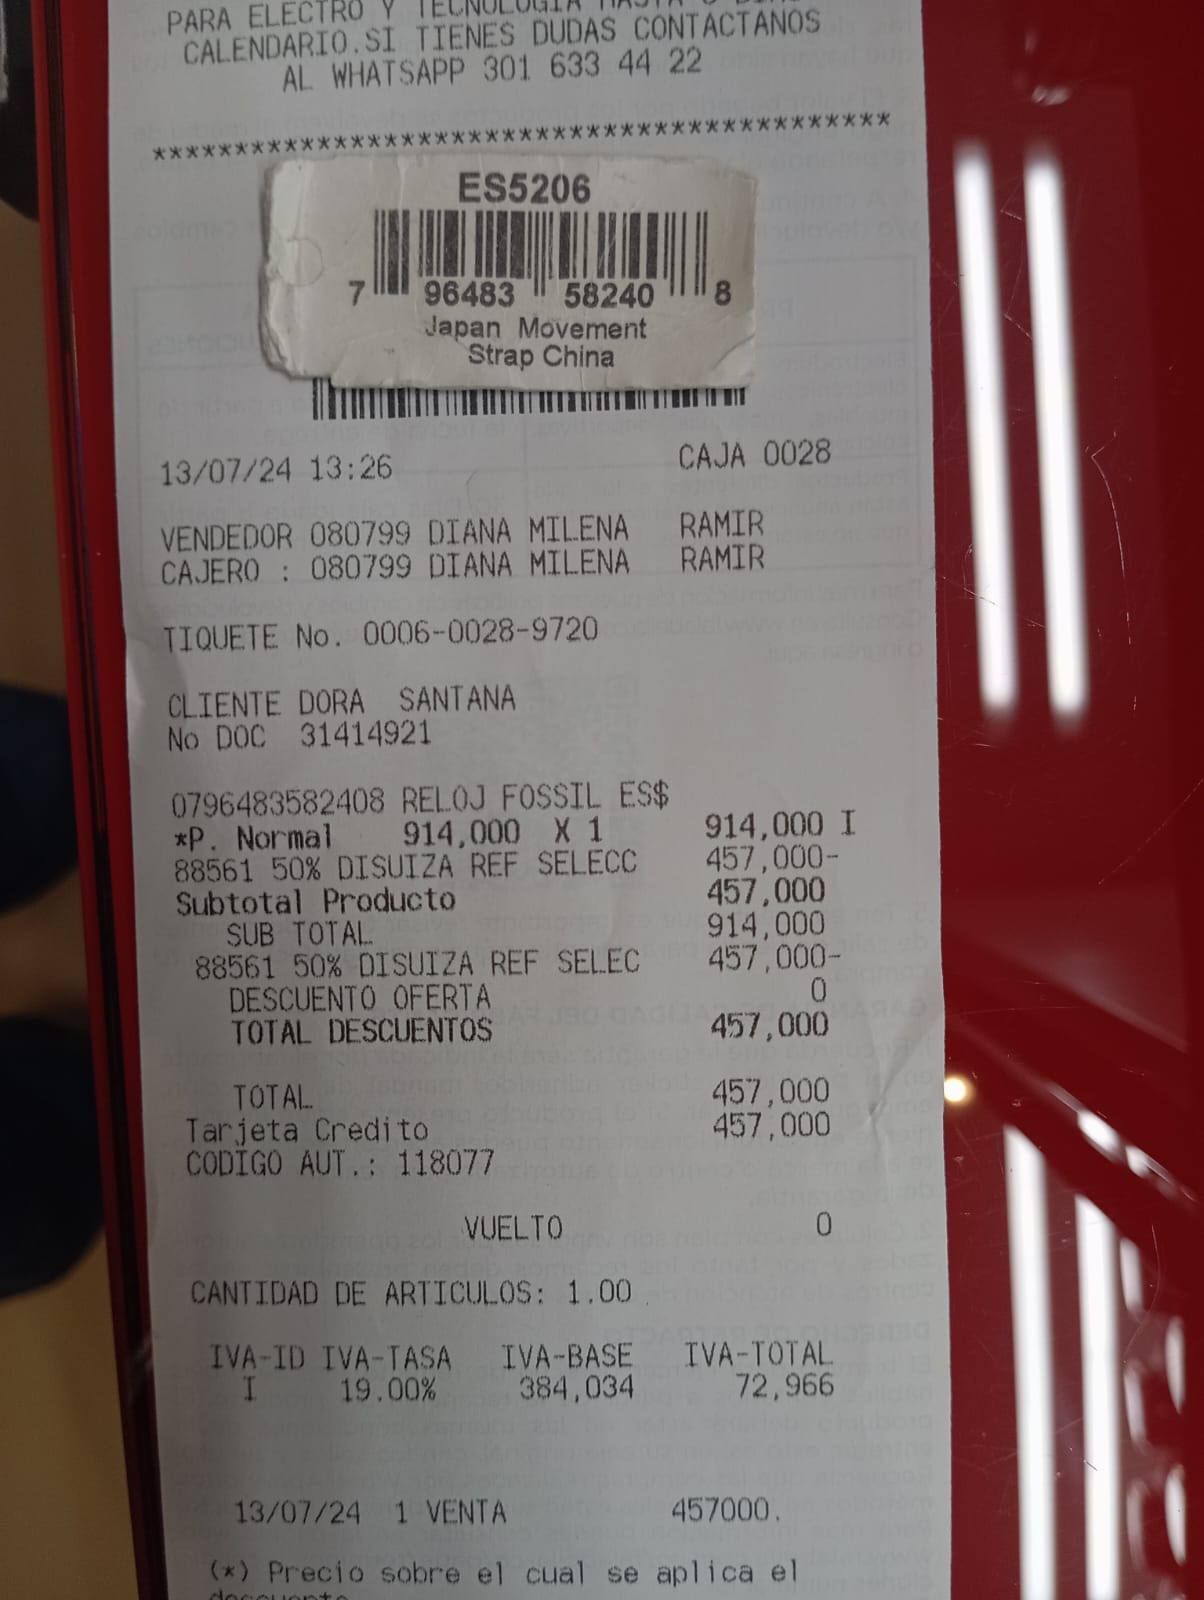 PARA ELECTRO Y TECNOLOGIA HASTA
CALENDARIO.SI TIENES DUDAS CONTACTANOS
AL WHATSAPP 301 633 44 22
******************************************
ES5206
7 96483 58240 8
Japan Movement
Strap China
13/07/24 13:26 CAJA 0028
VENDEDOR 080799 DIANA MILENA RAMIR
CAJERO : 080799 DIANA MILENA RAMIR
TIQUETE No. 0006-0028-9720
CLIENTE DORA SANTANA
No DOC 31414921
0796483582408 RELOJ FOSSIL ES$
*P. Normal 914,000 X 1 914,000 I
88561 50% DISUIZA REF SELECC 457,000-
Subtotal Producto 457,000
SUB TOTAL 914,000
88561 50% DISUIZA REF SELEC 457,000-
DESCUENTO OFERTA 0
TOTAL DESCUENTOS 457,000
TOTAL 457,000
Tarjeta Credito 457,000
CODIGO AUT.: 118077
VUELTO 0
CANTIDAD DE ARTICULOS: 1.00
IVA-ID IVA-TASA IVA-BASE IVA-TOTAL
I 19.00% 384,034 72,966
13/07/24 1 VENTA 457000.
(*) Precio sobre el cual se aplica el